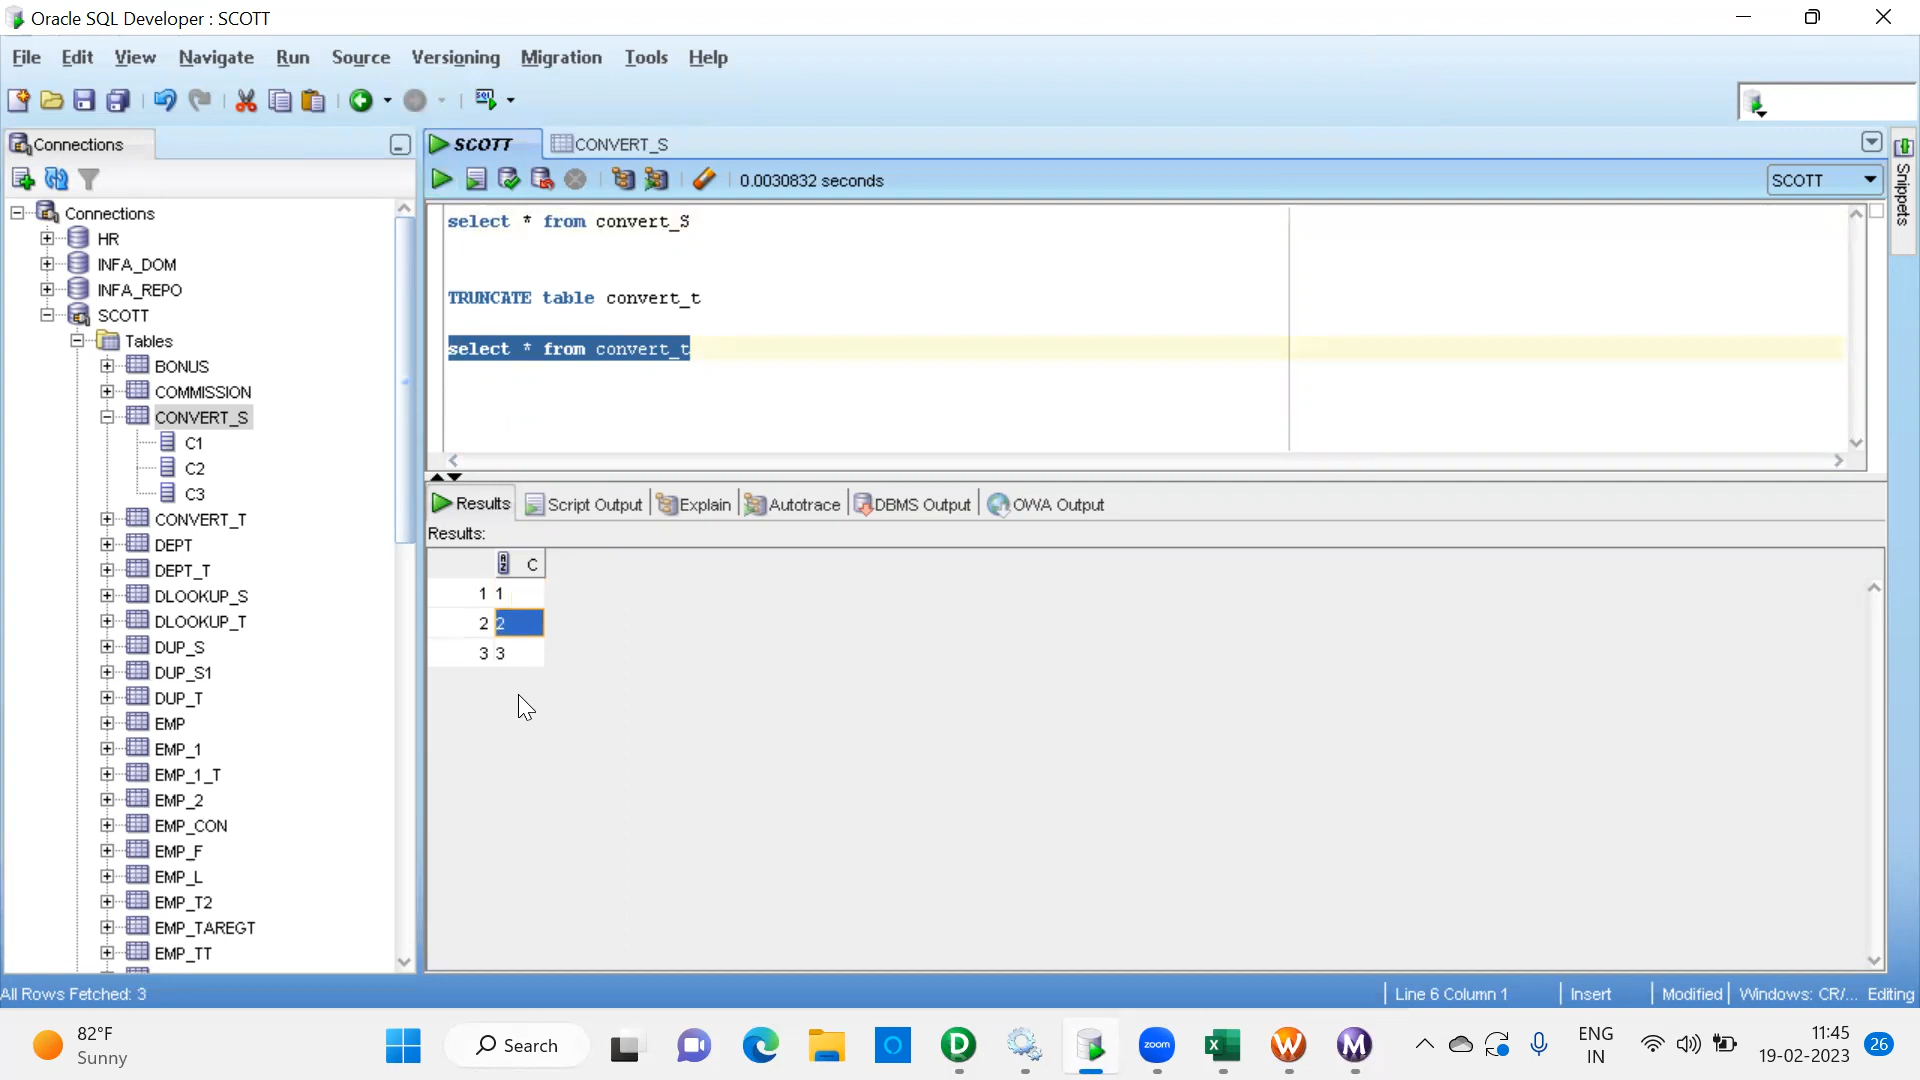 Oracle SQL Developer : SCOTT
File Edit View Navigate Run Source Versioning Migration Tools Help
Connections
SCOTT
CONVERT_S
0.0030832 seconds
SCOTT
Snippets
Connections
HR
INFA_DOM
INFA_REPO
SCOTT
Tables
BONUS
COMMISSION
CONVERT_S
C1
C2
C3
CONVERT_T
DEPT
DEPT_T
DLOOKUP_S
DLOOKUP_T
DUP_S
DUP_S1
DUP_T
EMP
EMP_1
EMP_1_T
EMP_2
EMP_CON
EMP_F
EMP_L
EMP_T2
EMP_TAREGT
EMP_TT
select * from convert_S
TRUNCATE table convert_t
select * from convert_t
Results Script Output Explain Autotrace DBMS Output OWA Output
Results:
C
1 1
2 2
3 3
All Rows Fetched: 3
Line 6 Column 1 Insert Modified Windows: CR/... Editing
82°F
Sunny
Search
zoom
ENG
IN
11:45
19-02-2023
26